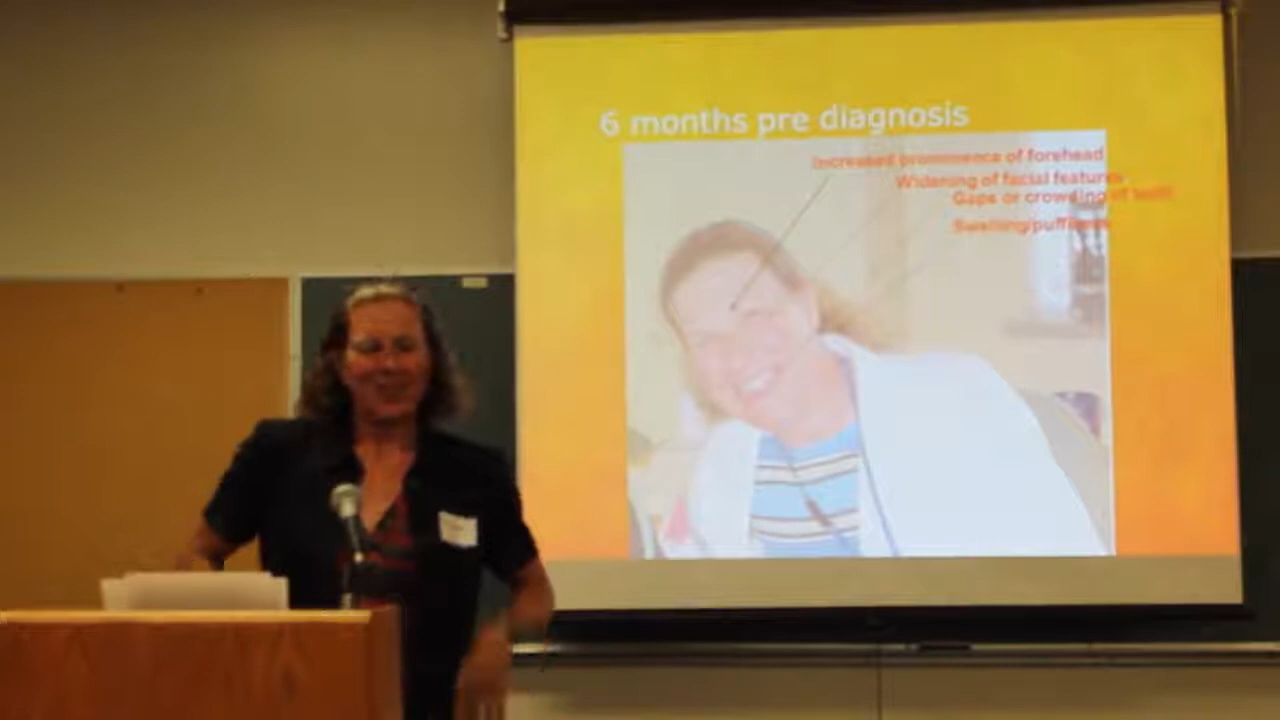 6 months pre diagnosis
Increased prominence of forehead
Widening of facial features
Gaps or crowding of teeth
Swelling/puffiness